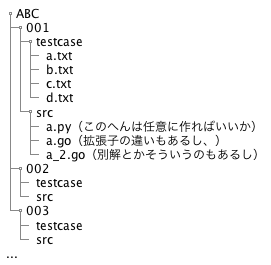 ABC
001
testcase
a.txt
b.txt
c.txt
d.txt
src
a.py（このへんは任意に作ればいいか）
a.go（拡張子の違いもあるし、）
a_2.go（別解とかそういうのもあるし）
002
testcase
src
003
testcase
src
...